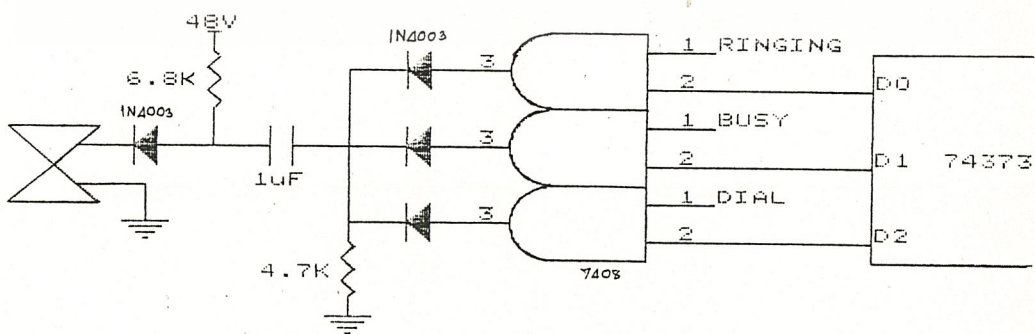 48V
6.8K
1N4003
1uF
1N4003
4.7K
3
3
3
7408
1 RINGING
2
1 BUSY
2
1 DIAL
2
D0
D1
D2
74373